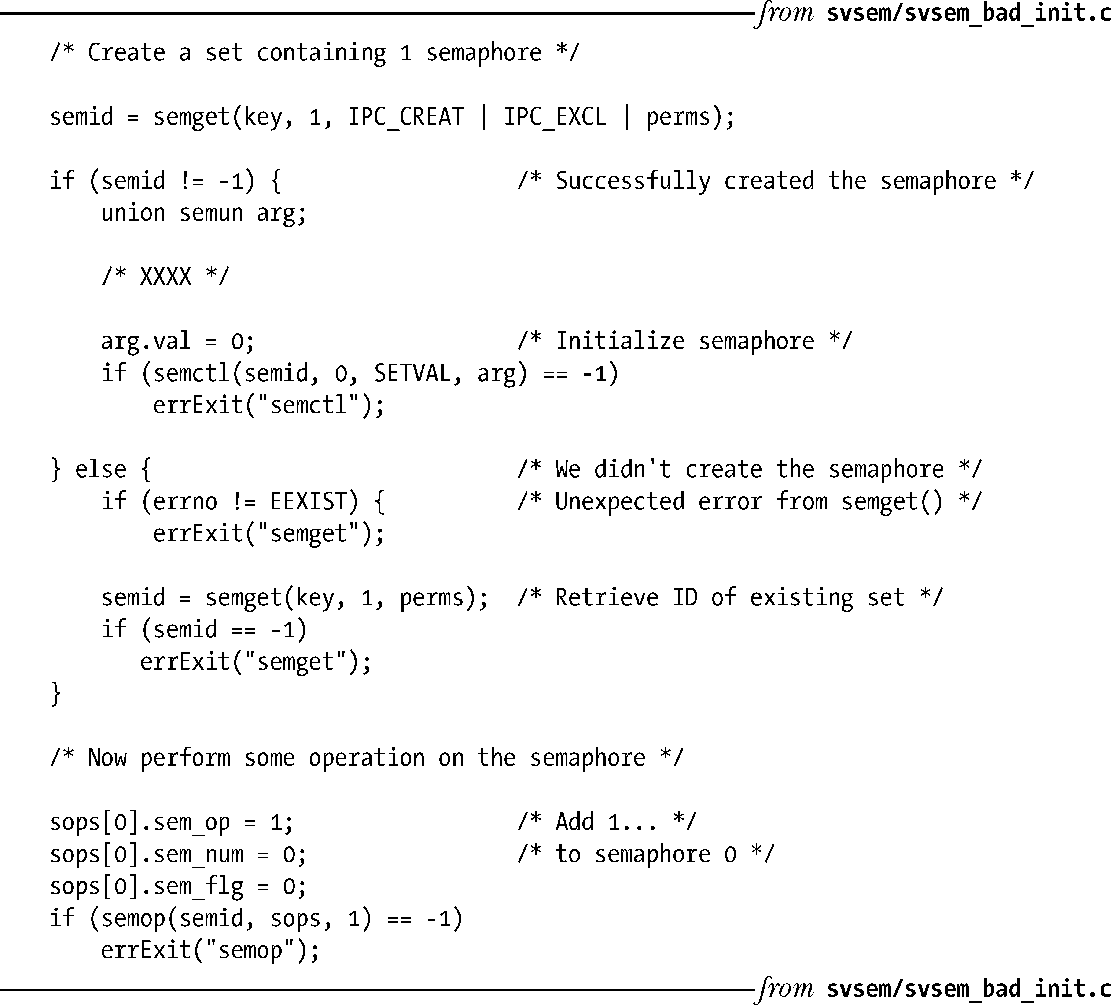 from svsem/svsem_bad_init.c
/* Create a set containing 1 semaphore */
semid = semget(key, 1, IPC_CREAT | IPC_EXCL | perms);
if (semid != -1) { /* Successfully created the semaphore */
union semun arg;
/* XXXX */
arg.val = 0; /* Initialize semaphore */
if (semctl(semid, 0, SETVAL, arg) == -1)
errExit("semctl");
} else { /* We didn't create the semaphore */
if (errno != EEXIST) { /* Unexpected error from semget() */
errExit("semget");
semid = semget(key, 1, perms); /* Retrieve ID of existing set */
if (semid == -1)
errExit("semget");
}
/* Now perform some operation on the semaphore */
sops[0].sem_op = 1; /* Add 1... */
sops[0].sem_num = 0; /* to semaphore 0 */
sops[0].sem_flg = 0;
if (semop(semid, sops, 1) == -1)
errExit("semop");
from svsem/svsem_bad_init.c